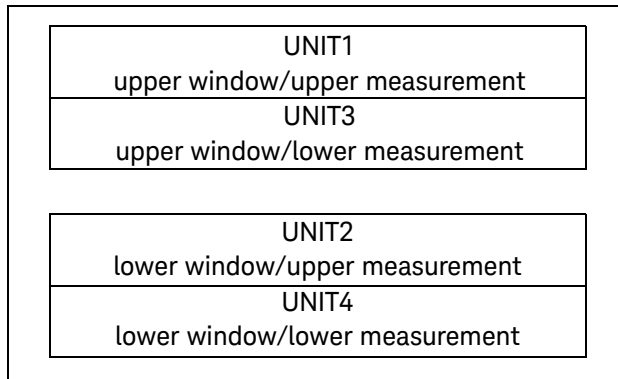 UNIT1
upper window/upper measurement
UNIT3
upper window/lower measurement
UNIT2
lower window/upper measurement
UNIT4
lower window/lower measurement